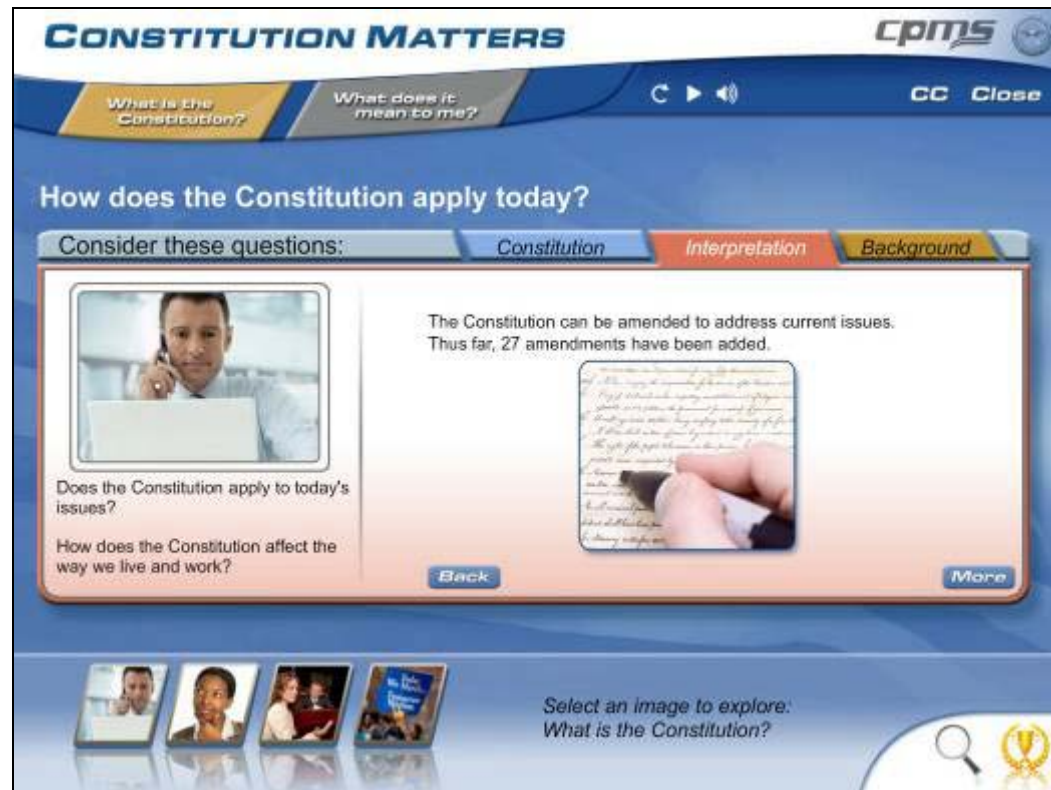 CONSTITUTION MATTERS
cpms
What is the
Constitution?
What does it
mean to me?
CC Close
How does the Constitution apply today?
Consider these questions:
Constitution
Interpretation
Background
The Constitution can be amended to address current issues.
Thus far, 27 amendments have been added.
Does the Constitution apply to today's
issues?
How does the Constitution affect the
way we live and work?
Back
More
Select an image to explore:
What is the Constitution?